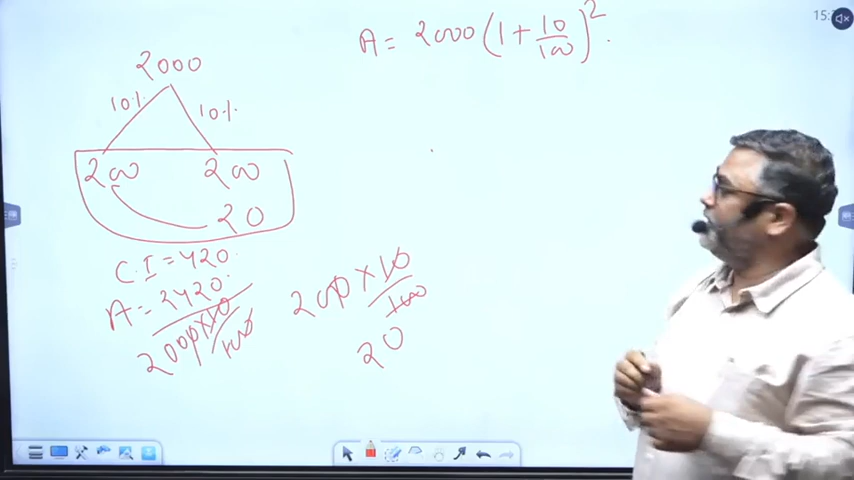 A = 2000 (1 + 10/100)^2.
2000
10% 10%
200 200
20
C.I = 420.
A = 2420.
2000 × 10/100
200 × 10/100
20